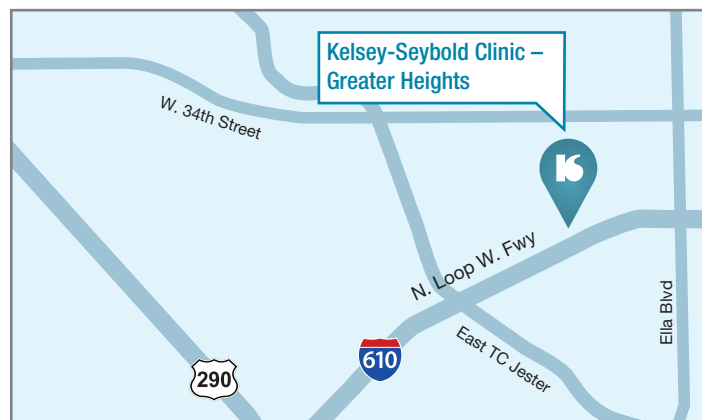 Kelsey-Seybold Clinic –
Greater Heights
W. 34th Street
K
N. Loop W. Fwy
Ella Blvd
East TC Jester
610
290